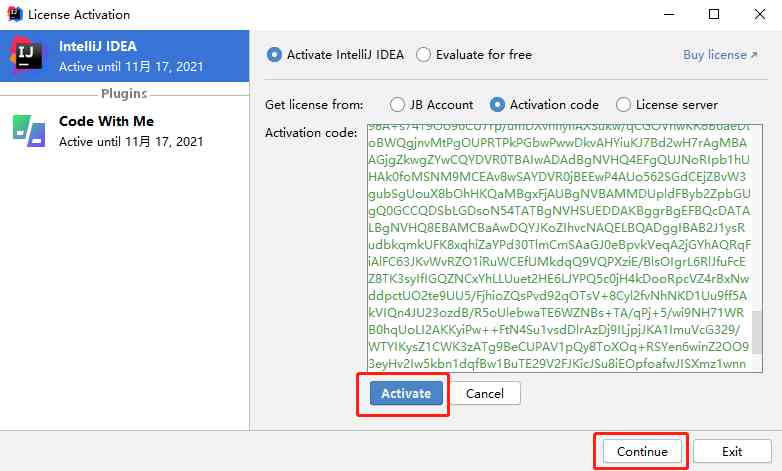 License Activation
IntelliJ IDEA
Active until 11月 17, 2021
Plugins
Code With Me
Active until 11月 17, 2021
Activate IntelliJ IDEA
Evaluate for free
Buy license
Get license from:
JB Account
Activation code
License server
Activation code:
oBWQgjnvMtPgOUPRTPkPGbwPwwDkvAHYiuKJ7Bd2wH7rAgMBA
AGjgZkwgZYwCQYDVR0TBAIwADAdBgNVHQ4EFgQUJNoRIpb1hU
HAk0foMSNM9MCEAv8wSAYDVR0jBEEwP4AUo562SGdCEjZBvW3
gubSgUouX8bOhHKQaMBgxFjAUBgNVBAMMDUpldFByb2ZpbGU
gQ0GCCQDSbLGDsoN54TATBgNVHSUEDDAKBggrBgEFBQcDATA
LBgNVHQ8EBAMCBaAwDQYJKoZIhvcNAQELBQADggIBAB2J1ysR
udbkqmkUFK8xqhiZaYPd30TlmCmSAaGJ0eBpvkVeqA2jGYhAQRqF
iAlFC63JKvWvRZO1iRuWCEfUMkdqQ9VQPXziE/BlsOIgrL6RlJfuFcE
Z8TK3syIfIGQZNCxYhLLUuet2HE6LJYPQ5c0jH4kDooRpcVZ4rBxNw
ddpctUO2te9UU5/FjhioZQsPvd92qOTsV+8Cyl2fvNhNKD1Uu9ff5A
kVIQn4JU23ozdB/R5oUlebwaTE6WZNBs+TA/qPj+5/wi9NH71WR
B0hqUoLI2AKKyiPw++FtN4Su1vsdDlrAzDj9ILjpjJKA1ImuVcG329/
WTYIKysZ1CWK3zATg9BeCUPAV1pQy8ToXOq+RSYen6winZ2OO9
3eyHv2Iw5kbn1dqfBw1BuTE29V2FJKicJSu8iEOpfoafwJISXmz1wnn
Activate
Cancel
Continue
Exit